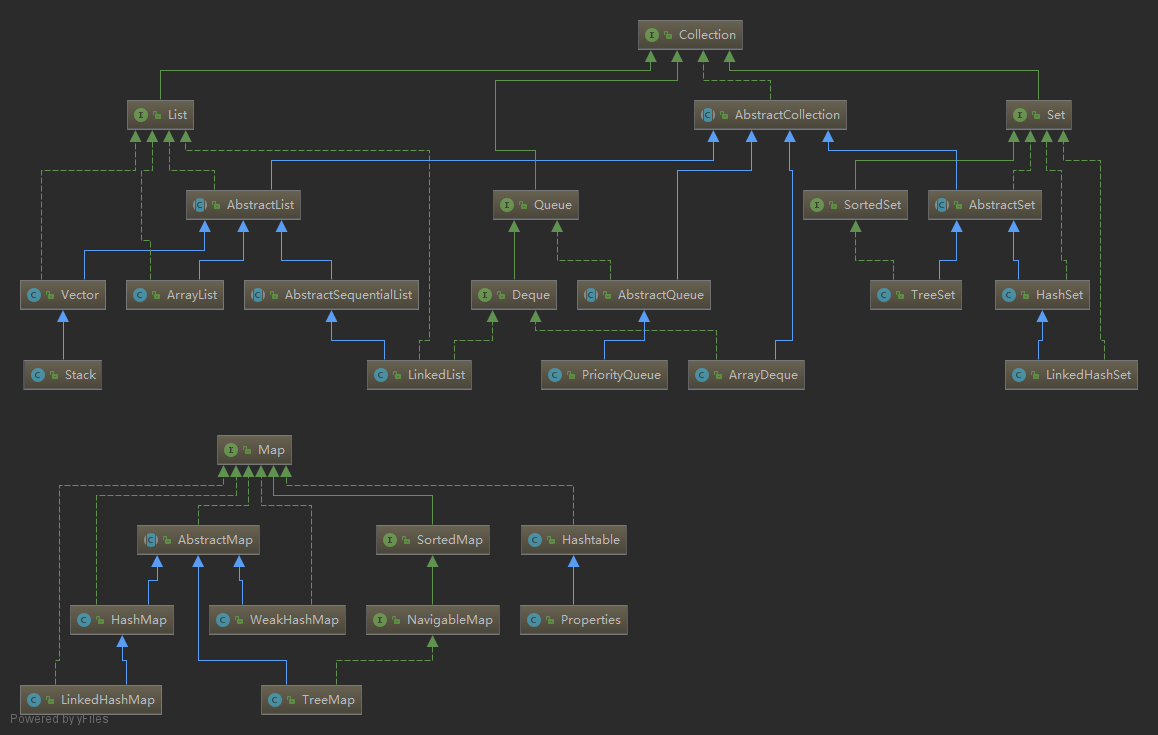 I Collection
I List
C AbstractCollection
I Set
C AbstractList
I Queue
I SortedSet
C AbstractSet
C Vector
C ArrayList
C AbstractSequentialList
I Deque
C AbstractQueue
C TreeSet
C HashSet
C Stack
C LinkedList
C PriorityQueue
C ArrayDeque
C LinkedHashSet
I Map
C AbstractMap
I SortedMap
C Hashtable
C HashMap
C WeakHashMap
I NavigableMap
C Properties
C LinkedHashMap
C TreeMap
Powered by yFiles